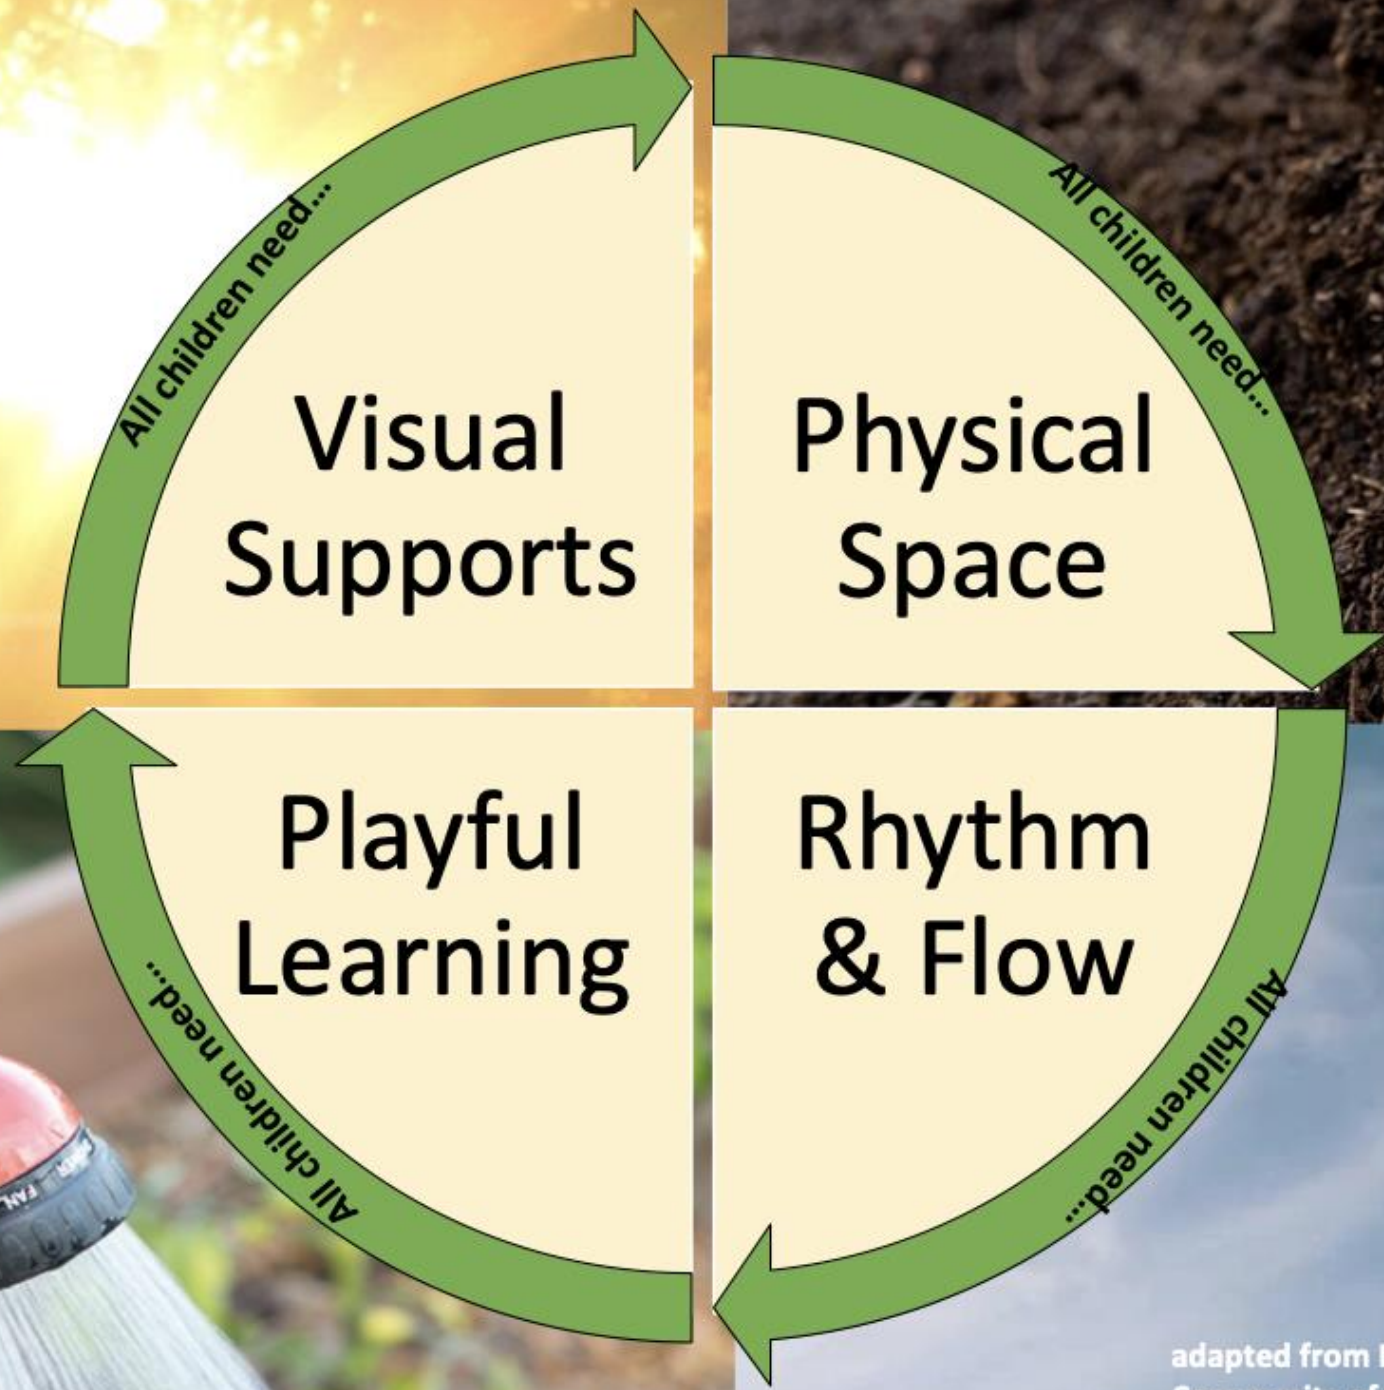 All children need...
Visual
Supports
All children need...
Physical
Space
All children need...
Rhythm
& Flow
All children need...
Playful
Learning
FAN
adapted from